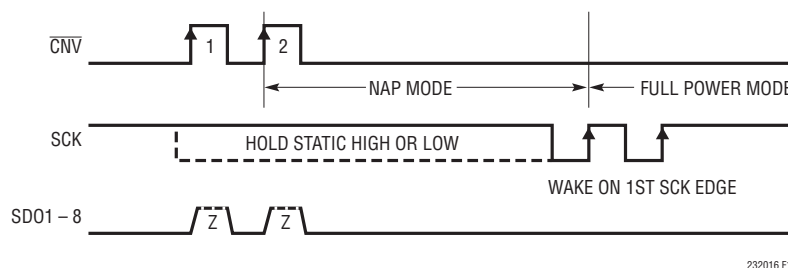 CNV
1
2
NAP MODE
FULL POWER MODE
SCK
HOLD STATIC HIGH OR LOW
WAKE ON 1ST SCK EDGE
SDO1 – 8
Z
Z